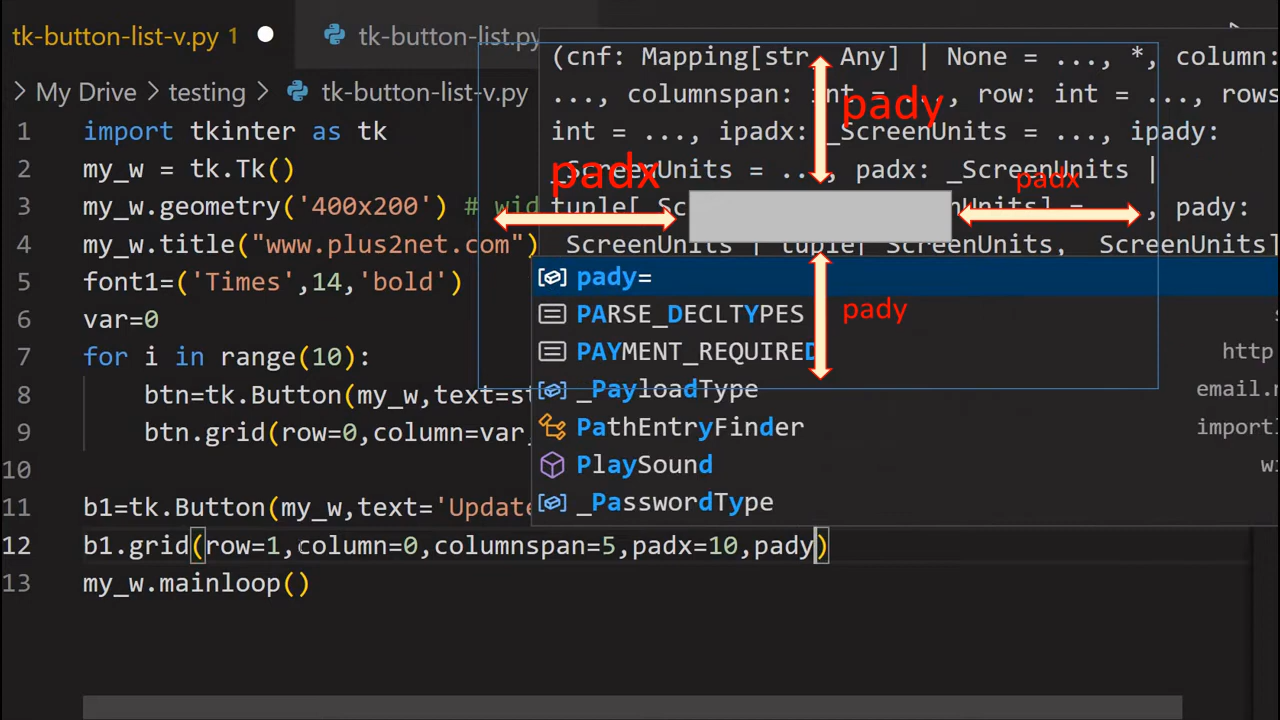 tk-button-list-v.py 1
tk-button-list.py
My Drive > testing > tk-button-list-v.py
(cnf: Mapping[str, Any] | None = ..., *, column:
..., columnspan: int = ..., row: int = ..., rows
int = ..., ipadx: _ScreenUnits = ..., ipady:
_ScreenUnits = ..., padx: _ScreenUnits |
tuple[_Sc nUnits] = , pady:
_ScreenUnits | tuple[_ScreenUnits, _ScreenUnits]
pady
padx
padx
pady
1 import tkinter as tk
2 my_w = tk.Tk()
3 my_w.geometry('400x200') # wid
4 my_w.title("www.plus2net.com")
5 font1=('Times',14,'bold')
6 var=0
7 for i in range(10):
8 btn=tk.Button(my_w,text=st
9 btn.grid(row=0,column=var,
10
11 b1=tk.Button(my_w,text='Update
12 b1.grid(row=1,column=0,columnspan=5,padx=10,pady)
13 my_w.mainloop()
pady=
PARSE_DECLTYPES s
PAYMENT_REQUIRED http
_PayloadType email.m
PathEntryFinder importl
PlaySound wi
_PasswordType